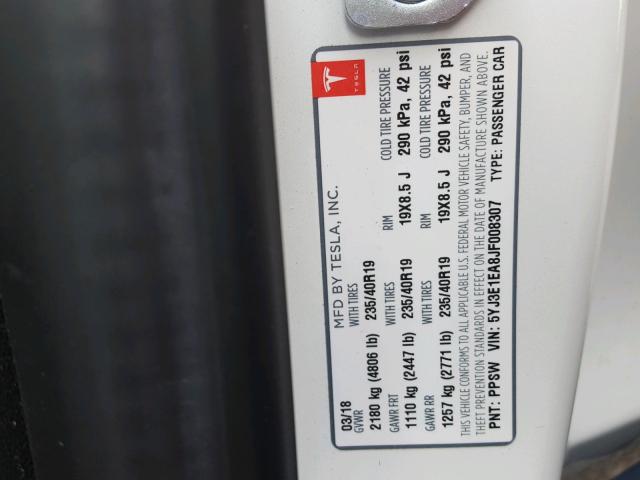 MFD BY TESLA, INC.
TESLA
03/18
GVWR WITH TIRES RIM COLD TIRE PRESSURE
2180 kg (4806 lb) 235/40R19 19X8.5 J 290 kPa, 42 psi
GAWR FRT WITH TIRES RIM COLD TIRE PRESSURE
1110 kg (2447 lb) 235/40R19
GAWR RR WITH TIRES
1257 kg (2771 lb) 235/40R19 19X8.5 J 290 kPa, 42 psi
THIS VEHICLE CONFORMS TO ALL APPLICABLE U.S. FEDERAL MOTOR VEHICLE SAFETY, BUMPER, AND
THEFT PREVENTION STANDARDS IN EFFECT ON THE DATE OF MANUFACTURE SHOWN ABOVE.
PNT: PPSW VIN: 5YJ3E1EA8JF008307 TYPE: PASSENGER CAR